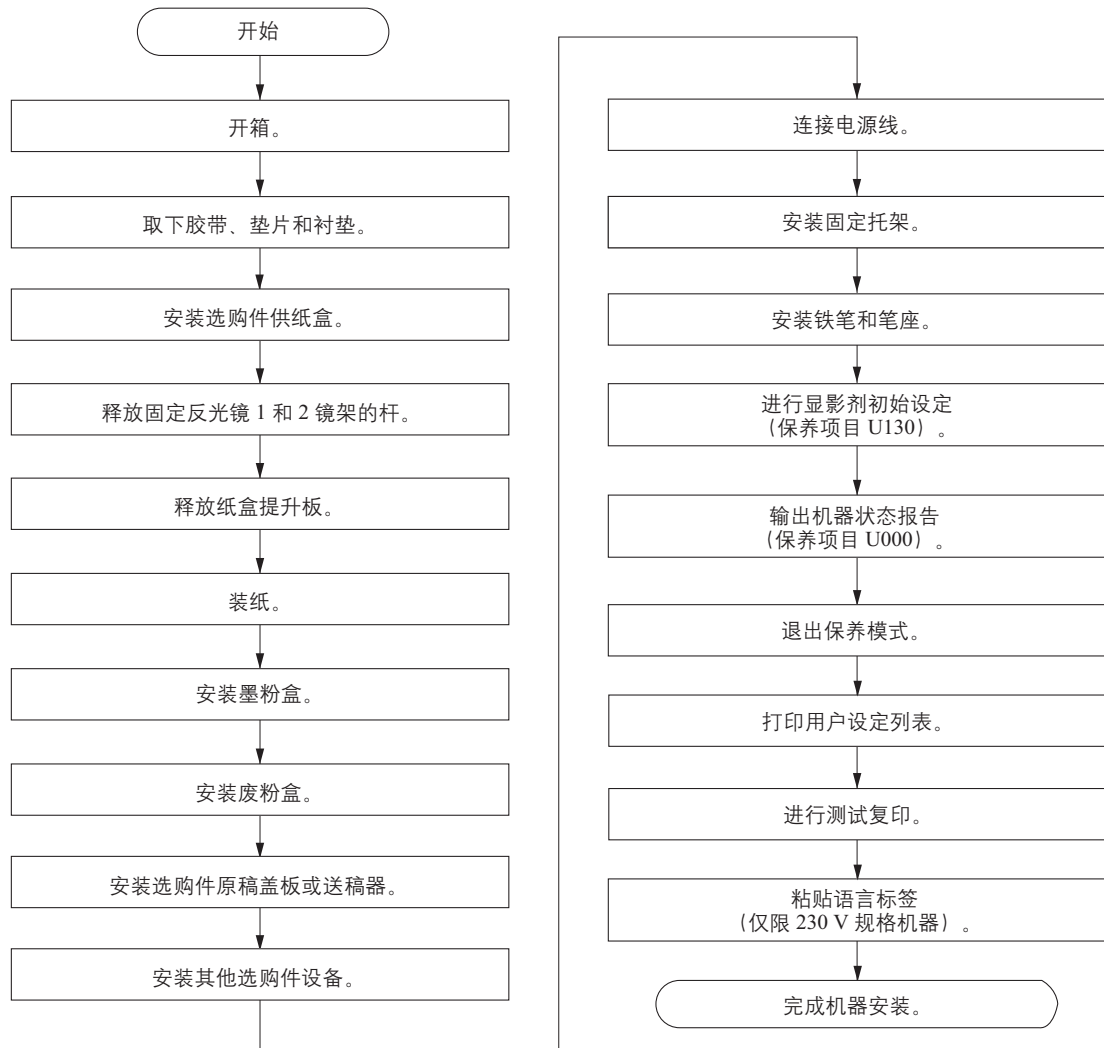 开始
开箱。
取下胶带、垫片和衬垫。
安装选购件供纸盒。
释放固定反光镜 1 和 2 镜架的杆。
释放纸盒提升板。
装纸。
安装墨粉盒。
安装废粉盒。
安装选购件原稿盖板或送稿器。
安装其他选购件设备。
连接电源线。
安装固定托架。
安装铁笔和笔座。
进行显影剂初始设定
（保养项目 U130）。
输出机器状态报告
（保养项目 U000）。
退出保养模式。
打印用户设定列表。
进行测试复印。
粘贴语言标签
（仅限 230 V 规格机器）。
完成机器安装。